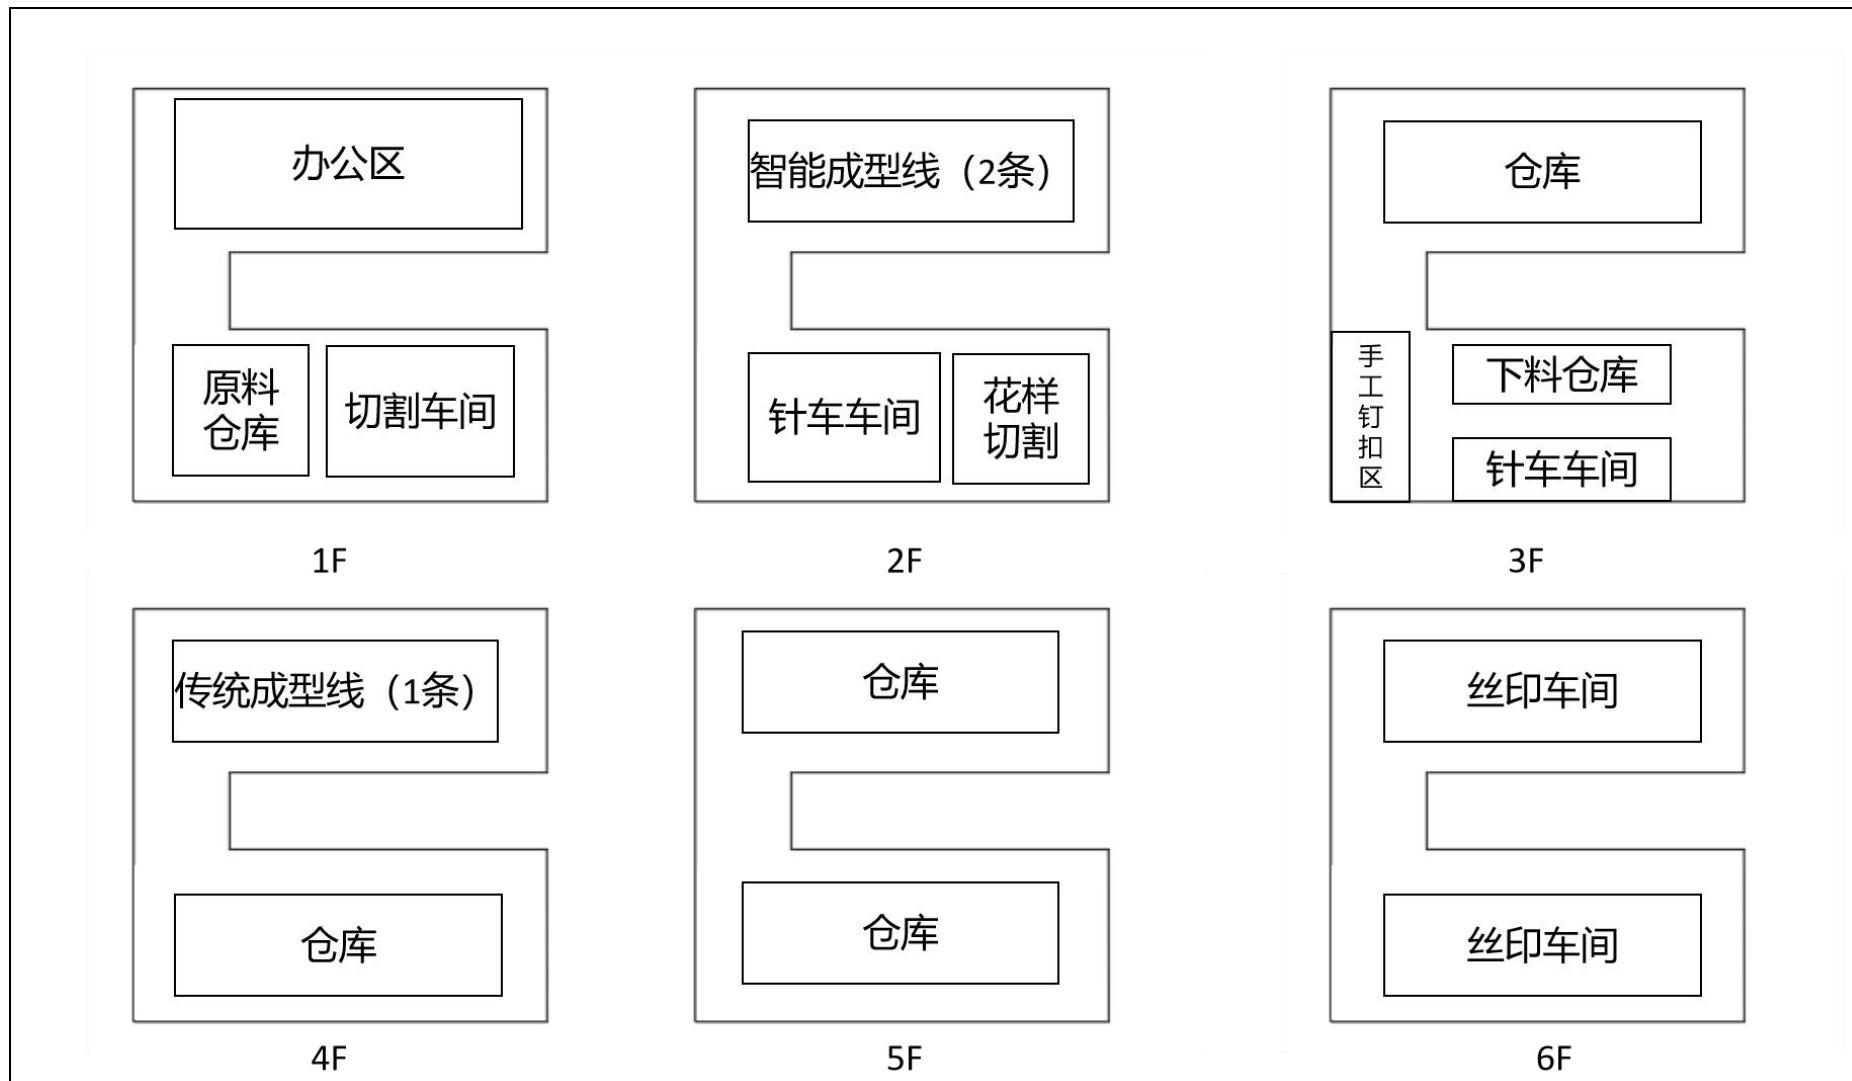 办公区
原料
仓库
切割车间
1F
智能成型线（2条）
针车车间
花样
切割
2F
仓库
手
工
钉
扣
区
下料仓库
针车车间
3F
传统成型线（1条）
仓库
4F
仓库
仓库
5F
丝印车间
丝印车间
6F